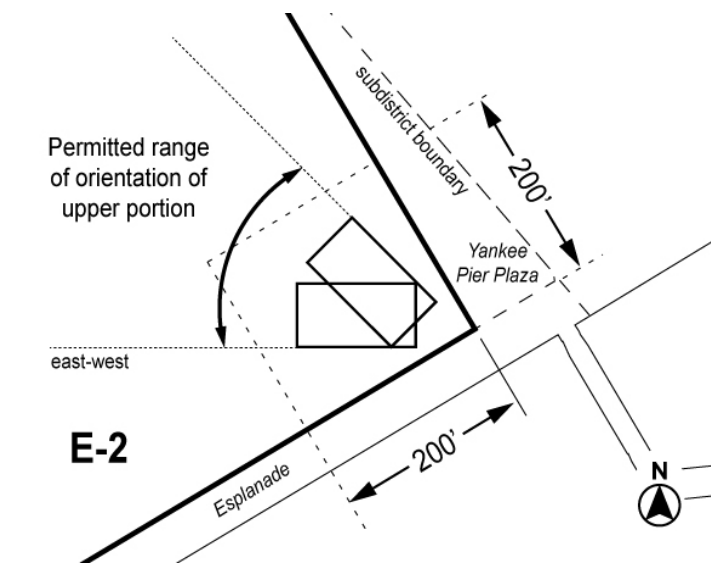 subdistrict boundary
Permitted range
of orientation of
upper portion
200’
Yankee
Pier Plaza
east-west
E-2
200’
Esplanade
N